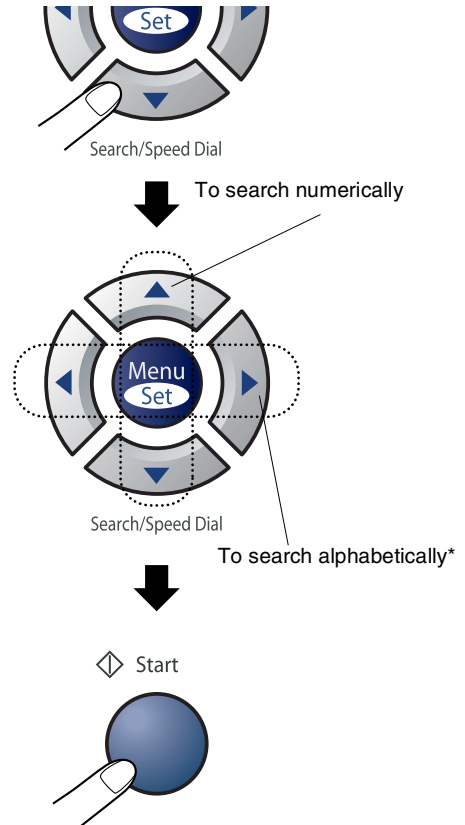 Set
Search/Speed Dial
To search numerically
Menu
Set
Search/Speed Dial
To search alphabetically*
Start